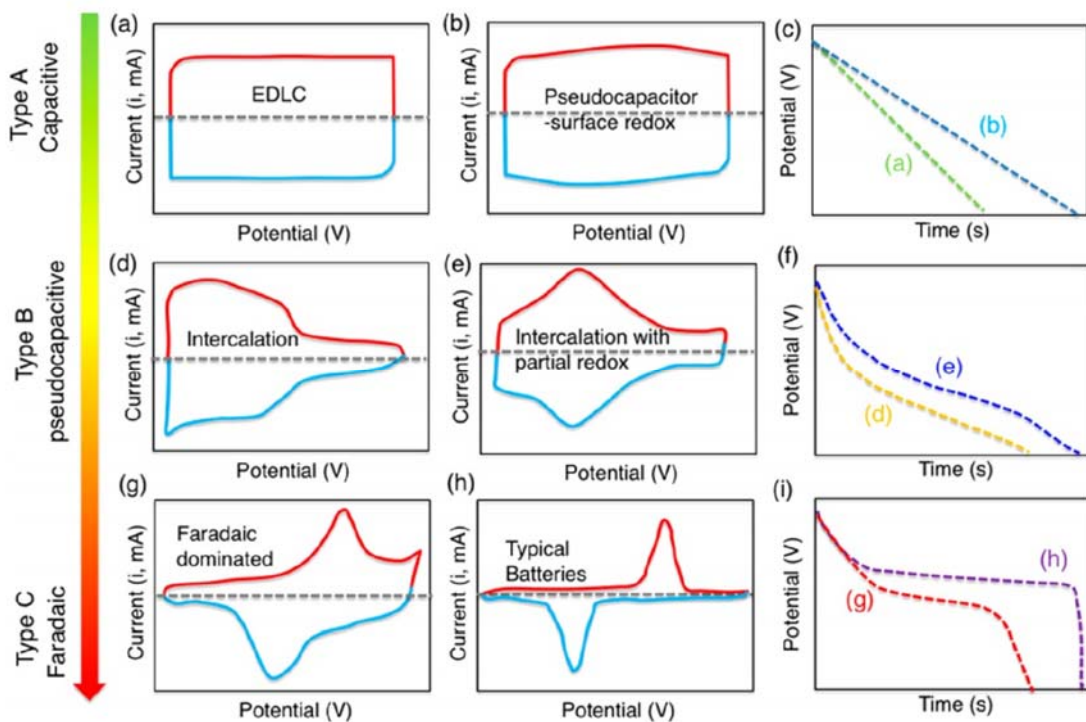 Type A
Capacitive
(a)
Current (i, mA)
EDLC
Potential (V)
(b)
Current (i, mA)
Pseudocapacitor
-surface redox
Potential (V)
(c)
Potential (V)
(b)
(a)
Time (s)
Type B
pseudocapacitive
(d)
Current (i, mA)
Intercalation
Potential (V)
(e)
Current (i, mA)
Intercalation with
partial redox
Potential (V)
(f)
Potential (V)
(e)
(d)
Time (s)
Type C
Faradaic
(g)
Current (i, mA)
Faradaic
dominated
Potential (V)
(h)
Current (i, mA)
Typical
Batteries
Potential (V)
(i)
Potential (V)
(h)
(g)
Time (s)